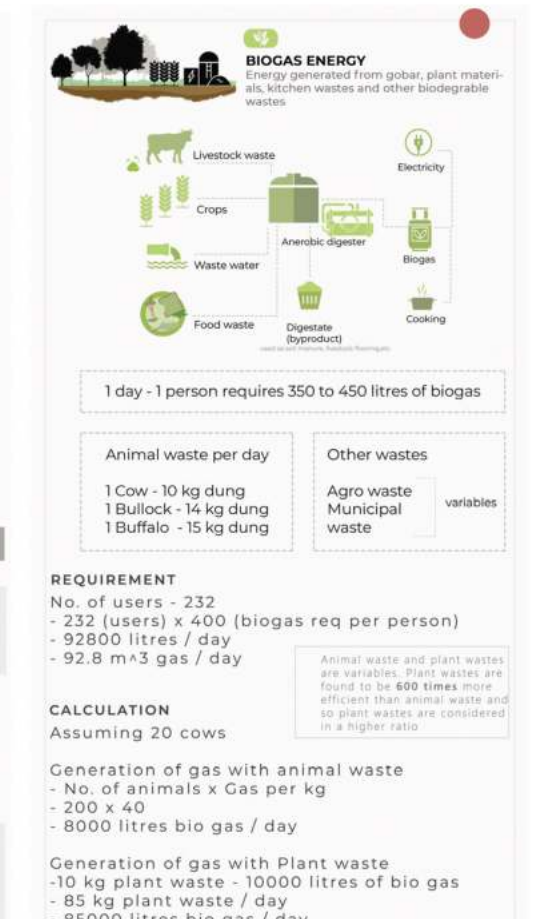 BIOGAS ENERGY
Energy generated from gobar, plant materi-
als, kitchen wastes and other biodegrable
wastes
Livestock waste
Crops
Waste water
Food waste
Anerobic digester
Digestate
(byproduct)
Electricity
Biogas
Cooking
1 day - 1 person requires 350 to 450 litres of biogas
Animal waste per day
1 Cow - 10 kg dung
1 Bullock - 14 kg dung
1 Buffalo - 15 kg dung
Other wastes
Agro waste
Municipal
waste
variables
REQUIREMENT
No. of users - 232
- 232 (users) x 400 (biogas req per person)
- 92800 litres / day
- 92.8 m^3 gas / day
Animal waste and plant wastes
are variables. Plant wastes are
found to be 600 times more
efficient than animal waste and
so plant wastes are considered
in a higher ratio
CALCULATION
Assuming 20 cows
Generation of gas with animal waste
- No. of animals x Gas per kg
- 200 x 40
- 8000 litres bio gas / day
Generation of gas with Plant waste
-10 kg plant waste - 10000 litres of bio gas
- 85 kg plant waste / day
- 85000 litres bio gas / day